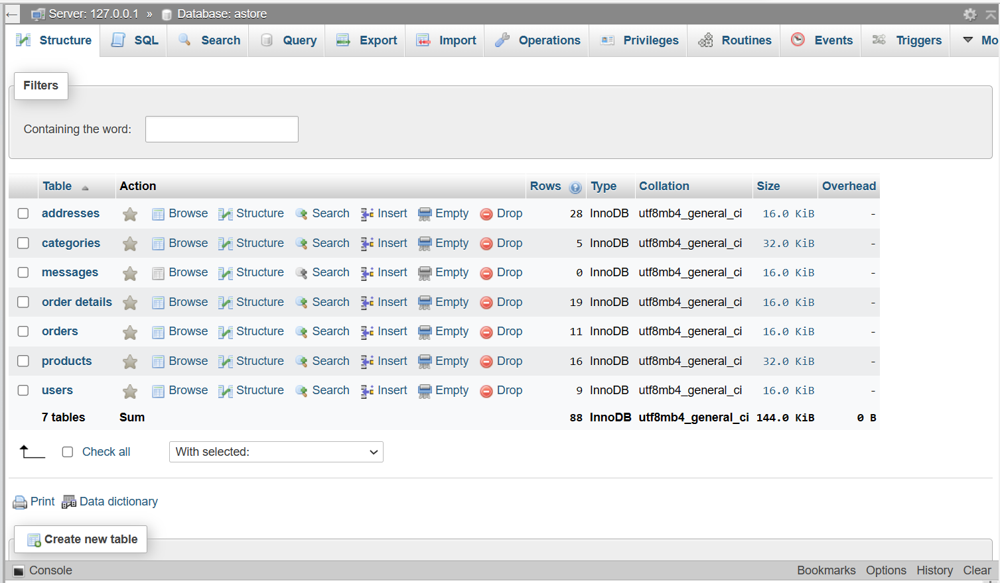 ← Server: 127.0.0.1 » Database: astore
Structure SQL Search Query Export Import Operations Privileges Routines Events Triggers Mo
Filters
Containing the word:
Table Action Rows Type Collation Size Overhead
addresses Browse Structure Search Insert Empty Drop 28 InnoDB utf8mb4_general_ci 16.0 KiB -
categories Browse Structure Search Insert Empty Drop 5 InnoDB utf8mb4_general_ci 32.0 KiB -
messages Browse Structure Search Insert Empty Drop 0 InnoDB utf8mb4_general_ci 16.0 KiB -
order details Browse Structure Search Insert Empty Drop 19 InnoDB utf8mb4_general_ci 16.0 KiB -
orders Browse Structure Search Insert Empty Drop 11 InnoDB utf8mb4_general_ci 16.0 KiB -
products Browse Structure Search Insert Empty Drop 16 InnoDB utf8mb4_general_ci 32.0 KiB -
users Browse Structure Search Insert Empty Drop 9 InnoDB utf8mb4_general_ci 16.0 KiB -
7 tables Sum 88 InnoDB utf8mb4_general_ci 144.0 KiB 0 B
Check all With selected:
Print Data dictionary
Create new table
Console Bookmarks Options History Clear